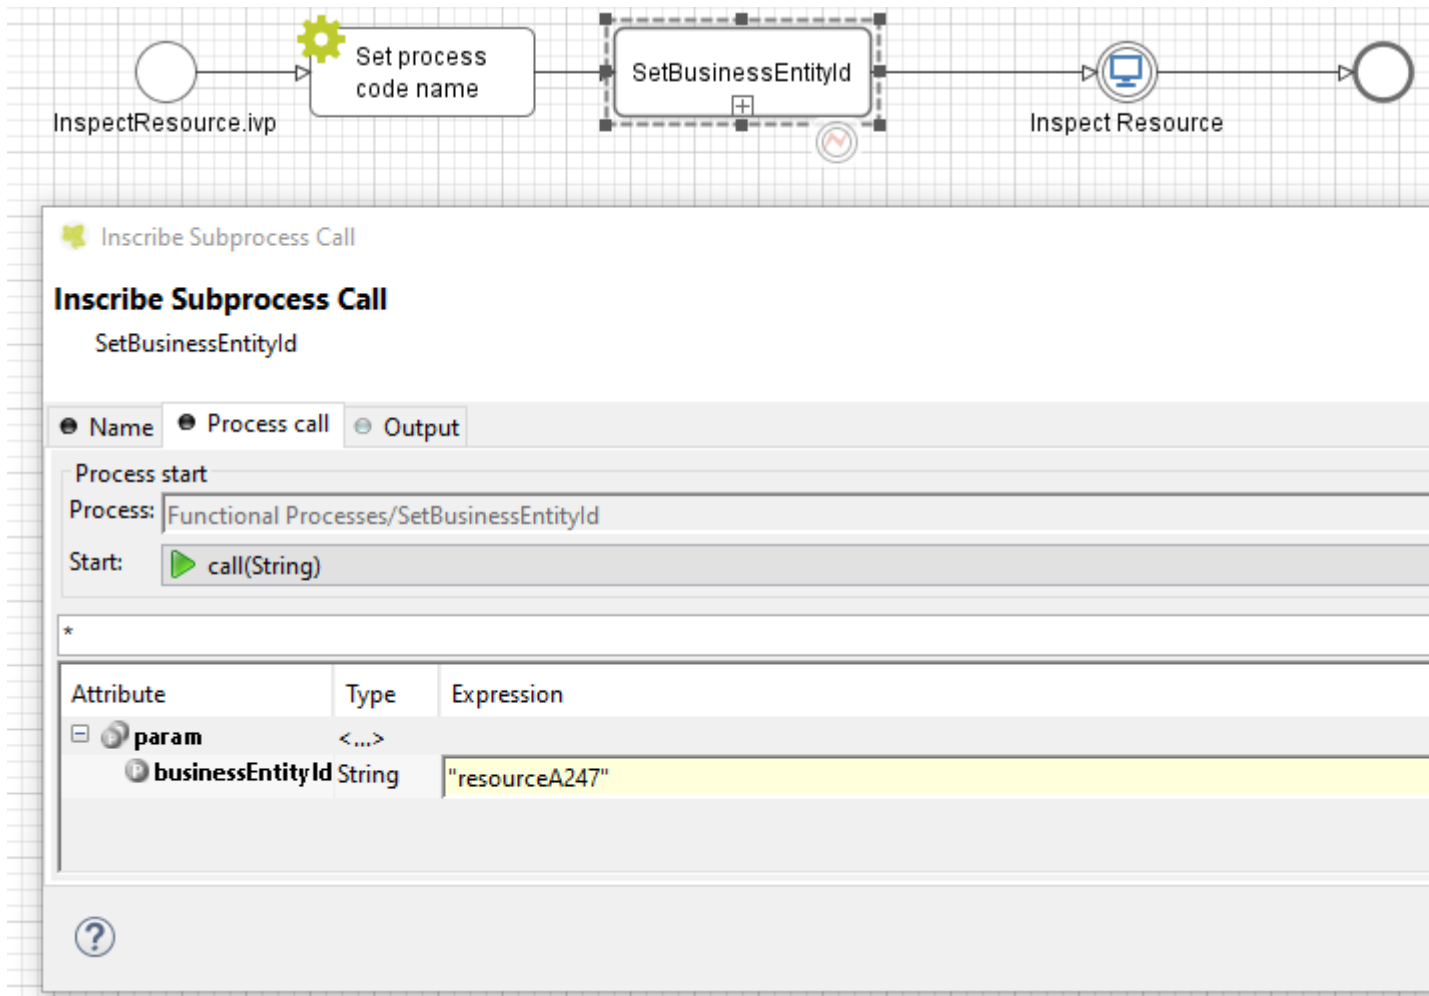 Set process
code name
SetBusinessEntityId
InspectResource.ivp
Inspect Resource
Inscribe Subprocess Call
Inscribe Subprocess Call
SetBusinessEntityId
Name Process call Output
Process start
Process: Functional Processes/SetBusinessEntityId
Start: call(String)
*
Attribute Type Expression
param <...>
businessEntityId String "resourceA247"
?